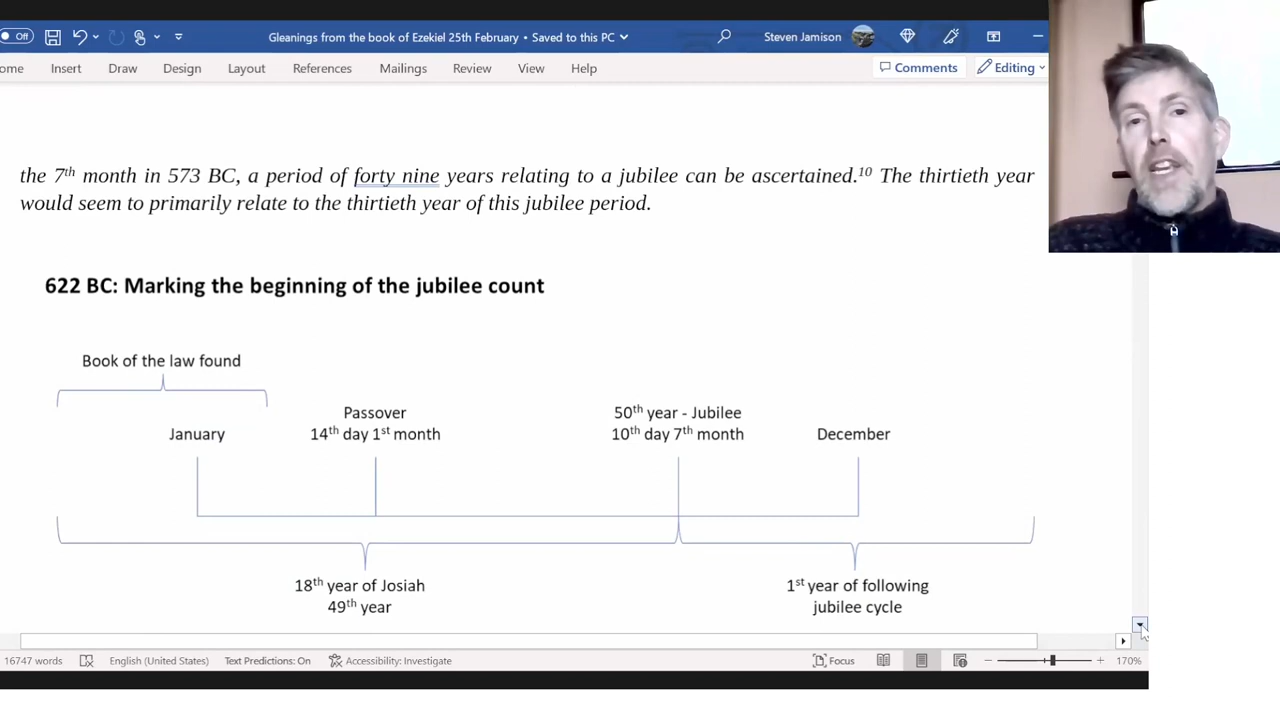 Off
Gleanings from the book of Ezekiel 25th February • Saved to this PC
Steven Jamison
ome Insert Draw Design Layout References Mailings Review View Help Comments Editing
the 7th month in 573 BC, a period of forty nine years relating to a jubilee can be ascertained.10 The thirtieth year
would seem to primarily relate to the thirtieth year of this jubilee period.
622 BC: Marking the beginning of the jubilee count
Book of the law found
January
Passover
14th day 1st month
50th year - Jubilee
10th day 7th month
December
18th year of Josiah
49th year
1st year of following
jubilee cycle
16747 words English (United States) Text Predictions: On Accessibility: Investigate Focus 170%